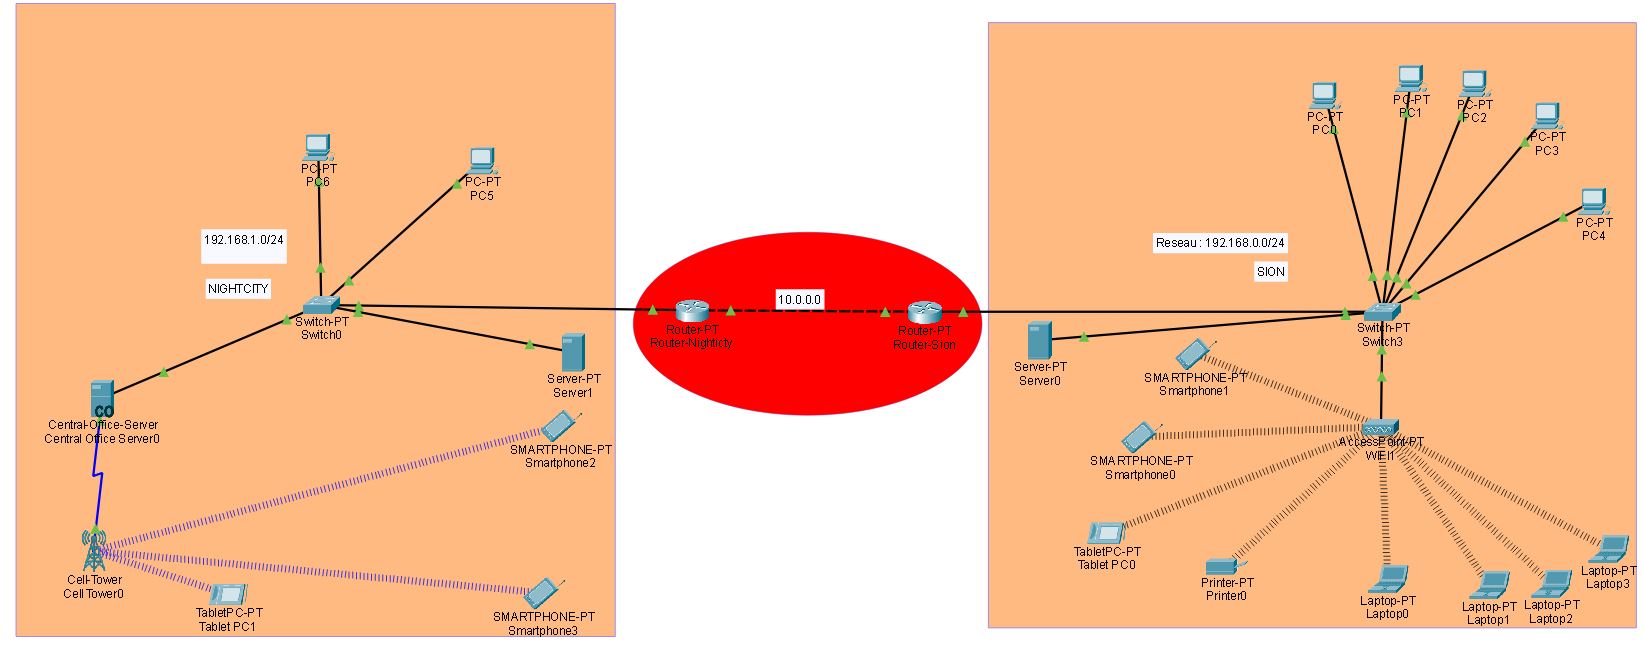 PC-PT
PC6
PC-PT
PC5
192.168.1.0/24
NIGHTCITY
Switch-PT
Switch0
Server-PT
Server1
Central-Office-Server
Central Office Server0
CO
SMARTPHONE-PT
Smartphone2
Cell-Tower
Cell Tower0
TabletPC-PT
Tablet PC1
SMARTPHONE-PT
Smartphone3
10.0.0.0
Router-PT
Router-Nighticty
Router-PT
Router-Sion
PC-PT
PC0
PC-PT
PC1
PC-PT
PC2
PC-PT
PC3
PC-PT
PC4
Reseau : 192.168.0.0/24
SION
Switch-PT
Switch3
Server-PT
Server0
SMARTPHONE-PT
Smartphone1
AccessPoint-PT
WIFI1
SMARTPHONE-PT
Smartphone0
TabletPC-PT
Tablet PC0
Printer-PT
Printer0
Laptop-PT
Laptop0
Laptop-PT
Laptop1
Laptop-PT
Laptop2
Laptop-PT
Laptop3